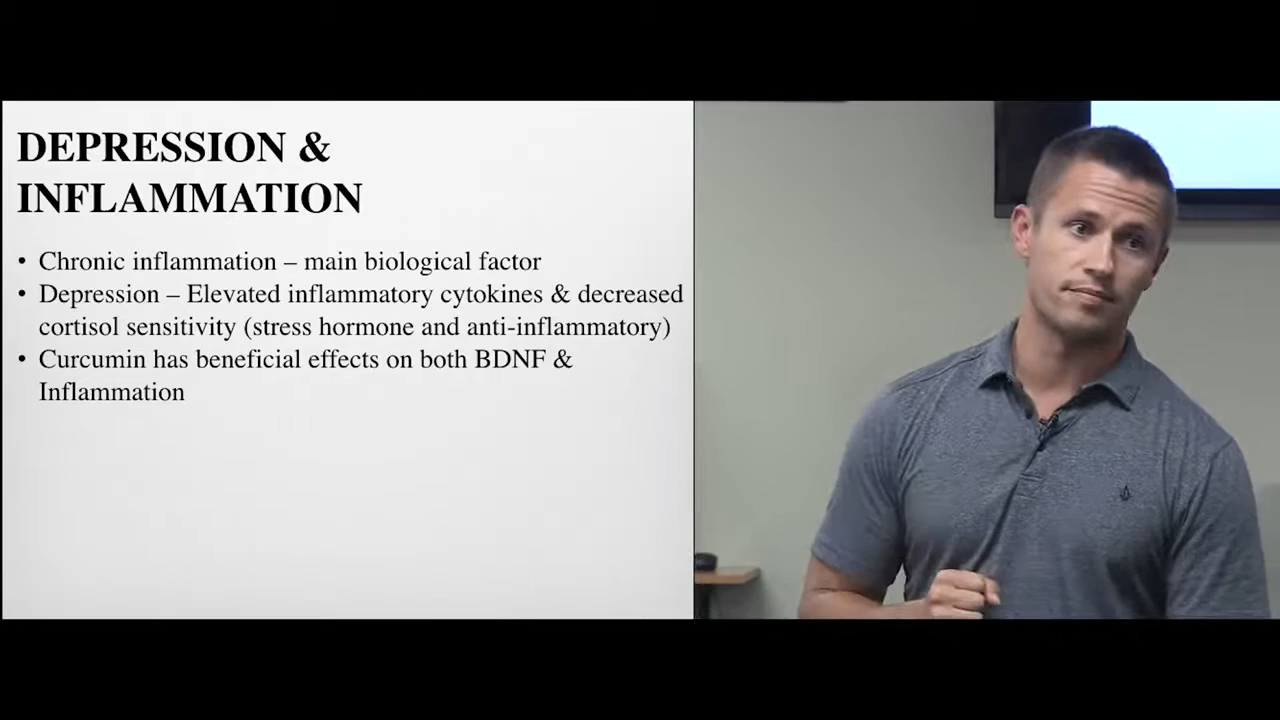 DEPRESSION &
INFLAMMATION
• Chronic inflammation – main biological factor
• Depression – Elevated inflammatory cytokines & decreased
cortisol sensitivity (stress hormone and anti-inflammatory)
• Curcumin has beneficial effects on both BDNF &
Inflammation